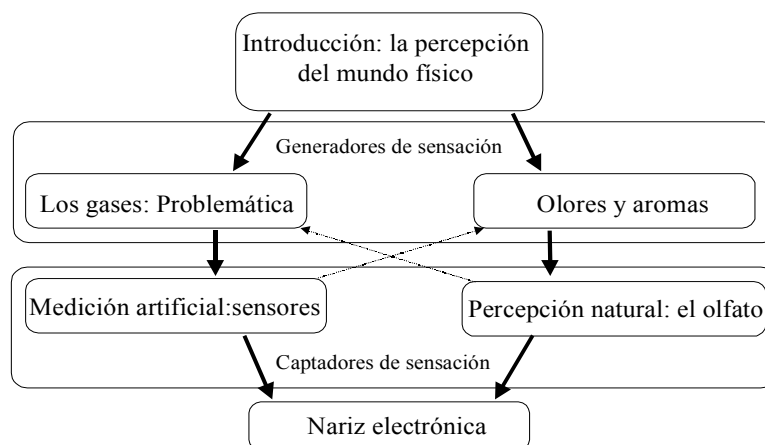 Introducción: la percepción
del mundo físico
Generadores de sensación
Los gases: Problemática
Olores y aromas
Medición artificial:sensores
Percepción natural: el olfato
Captadores de sensación
Nariz electrónica